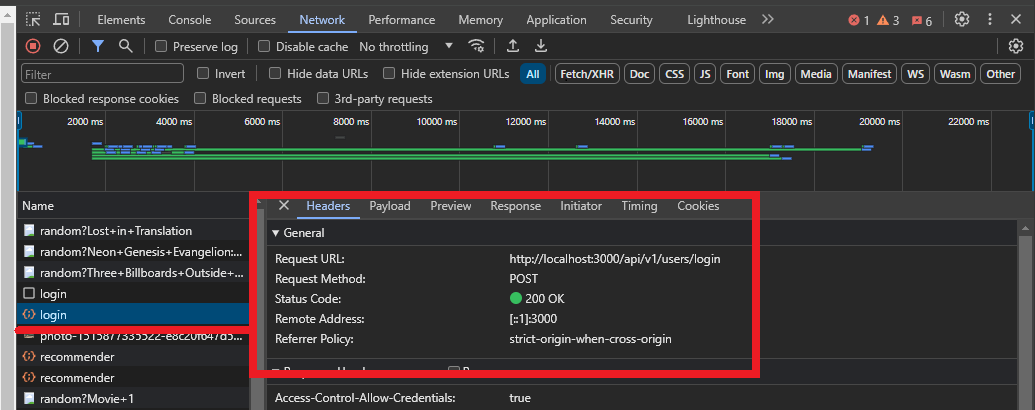 Elements Console Sources Network Performance Memory Application Security Lighthouse 1 3 6
Preserve log Disable cache No throttling
Filter Invert Hide data URLs Hide extension URLs All Fetch/XHR Doc CSS JS Font Img Media Manifest WS Wasm Other
Blocked response cookies Blocked requests 3rd-party requests
2000 ms 4000 ms 6000 ms 8000 ms 10000 ms 12000 ms 14000 ms 16000 ms 18000 ms 20000 ms 22000 ms
Name
random?Lost+in+Translation
random?Neon+Genesis+Evangelion:...
random?Three+Billboards+Outside+...
login
login
recommender
recommender
random?Movie+1
Headers Payload Preview Response Initiator Timing Cookies
General
Request URL: http://localhost:3000/api/v1/users/login
Request Method: POST
Status Code: 200 OK
Remote Address: [::1]:3000
Referrer Policy: strict-origin-when-cross-origin
Access-Control-Allow-Credentials: true